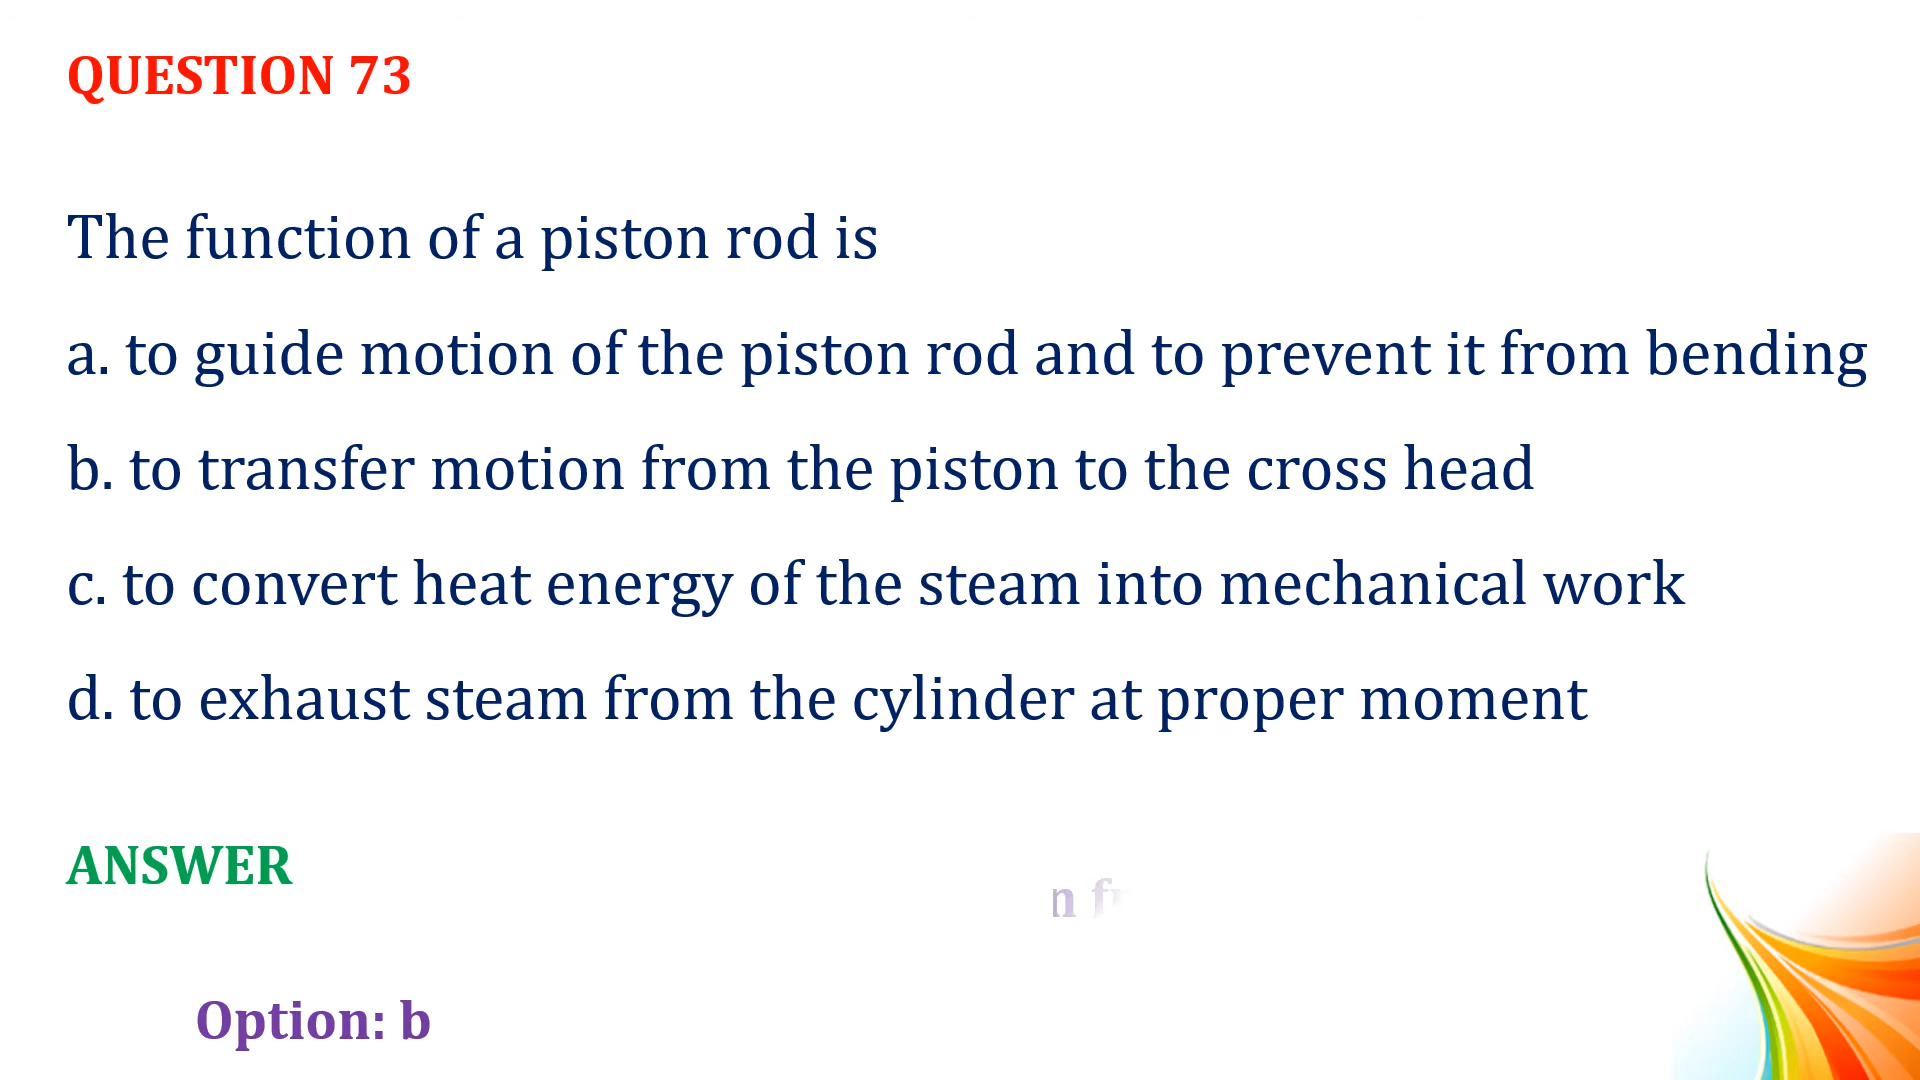 QUESTION 73
The function of a piston rod is
a. to guide motion of the piston rod and to prevent it from bending
b. to transfer motion from the piston to the cross head
c. to convert heat energy of the steam into mechanical work
d. to exhaust steam from the cylinder at proper moment
ANSWER
Option: b